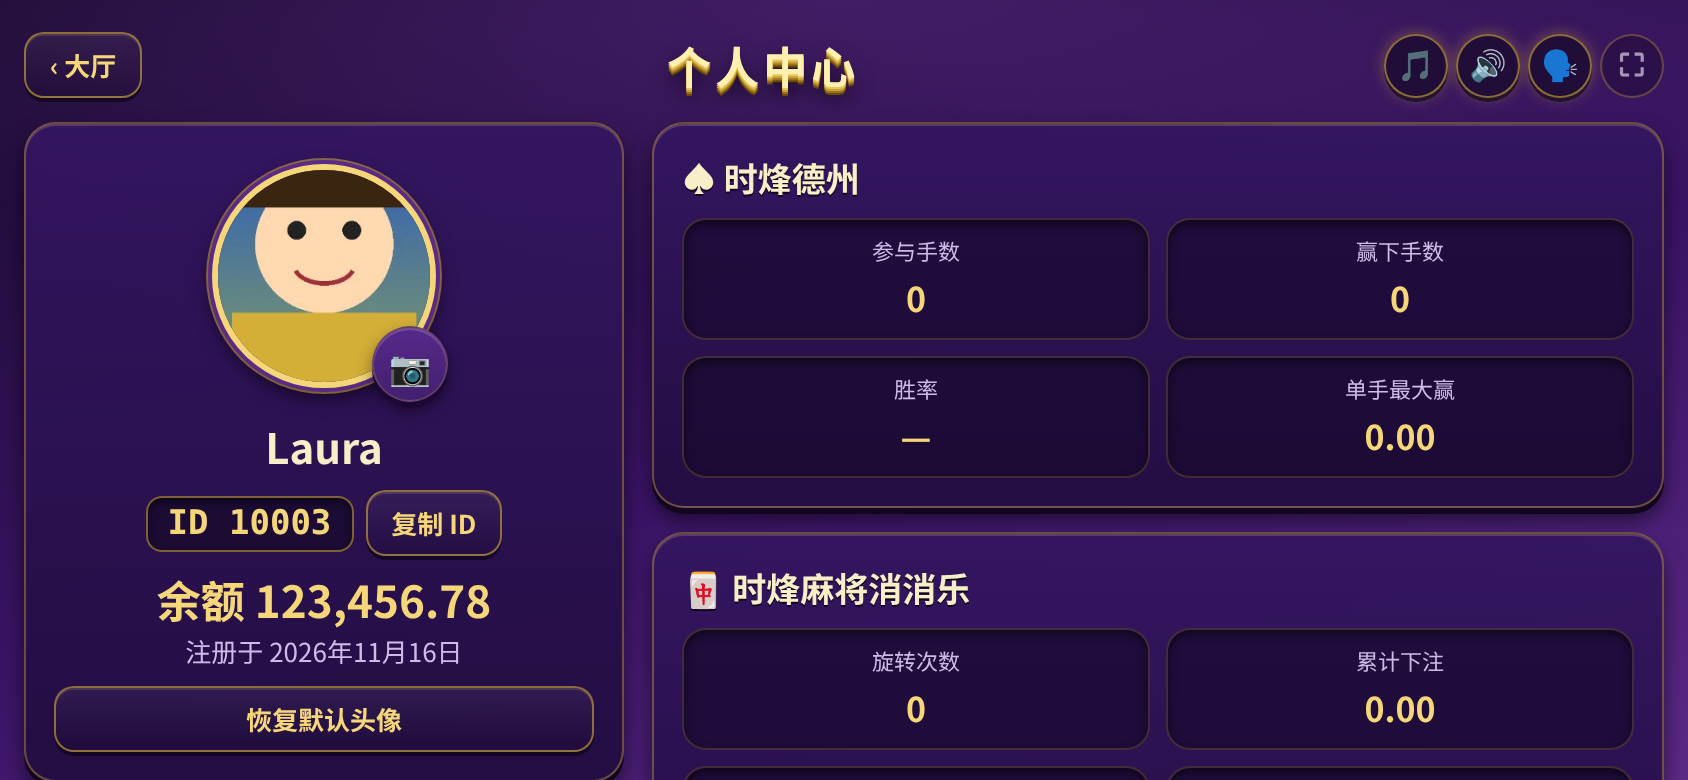 ‹ 大厅
个人中心
Laura
ID 10003
复制 ID
余额 123,456.78
注册于 2026年11月16日
恢复默认头像
♠ 时烽德州
参与手数
0
赢下手数
0
胜率
—
单手最大赢
0.00
🀄 时烽麻将消消乐
旋转次数
0
累计下注
0.00